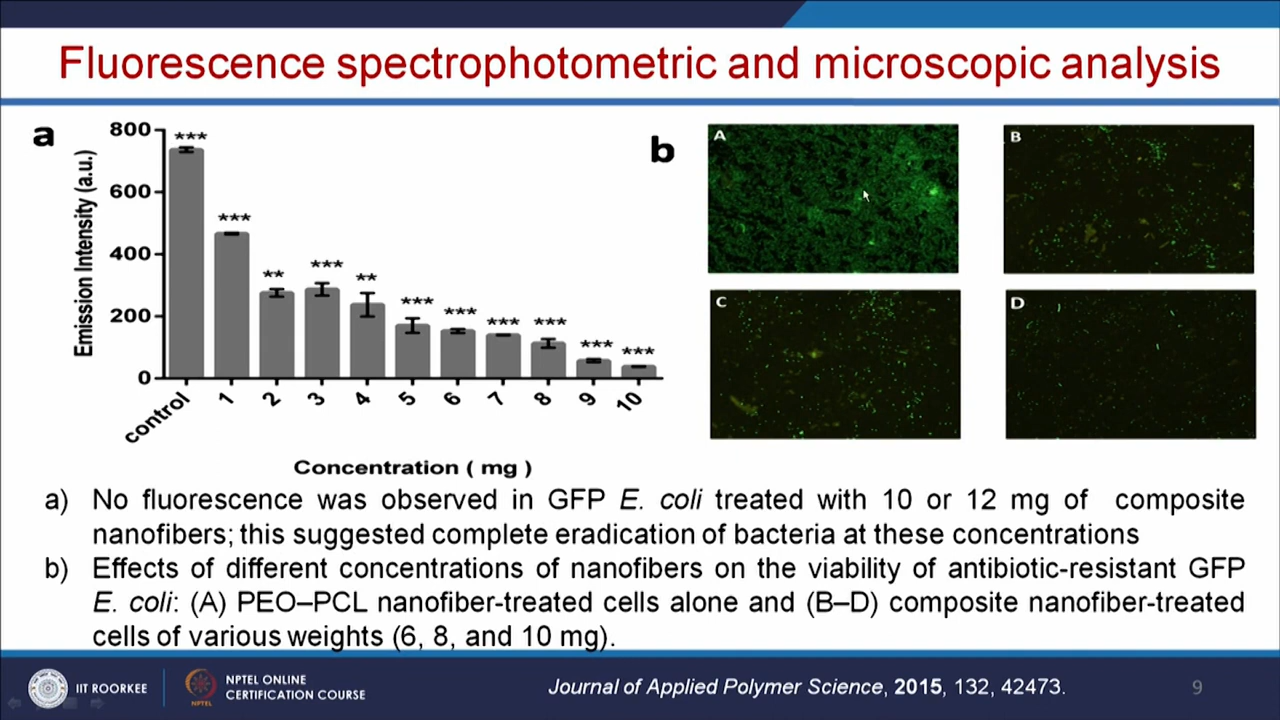 Fluorescence spectrophotometric and microscopic analysis
a
Emission Intensity (a.u.)
800
600
400
200
0
***
***
**
***
**
***
***
***
***
***
***
control 1 2 3 4 5 6 7 8 9 10
Concentration ( mg )
b
A
B
C
D
a) No fluorescence was observed in GFP E. coli treated with 10 or 12 mg of composite
nanofibers; this suggested complete eradication of bacteria at these concentrations
b) Effects of different concentrations of nanofibers on the viability of antibiotic-resistant GFP
E. coli: (A) PEO–PCL nanofiber-treated cells alone and (B–D) composite nanofiber-treated
cells of various weights (6, 8, and 10 mg).
IIT ROORKEE
NPTEL
NPTEL ONLINE
CERTIFICATION COURSE
Journal of Applied Polymer Science, 2015, 132, 42473.
9